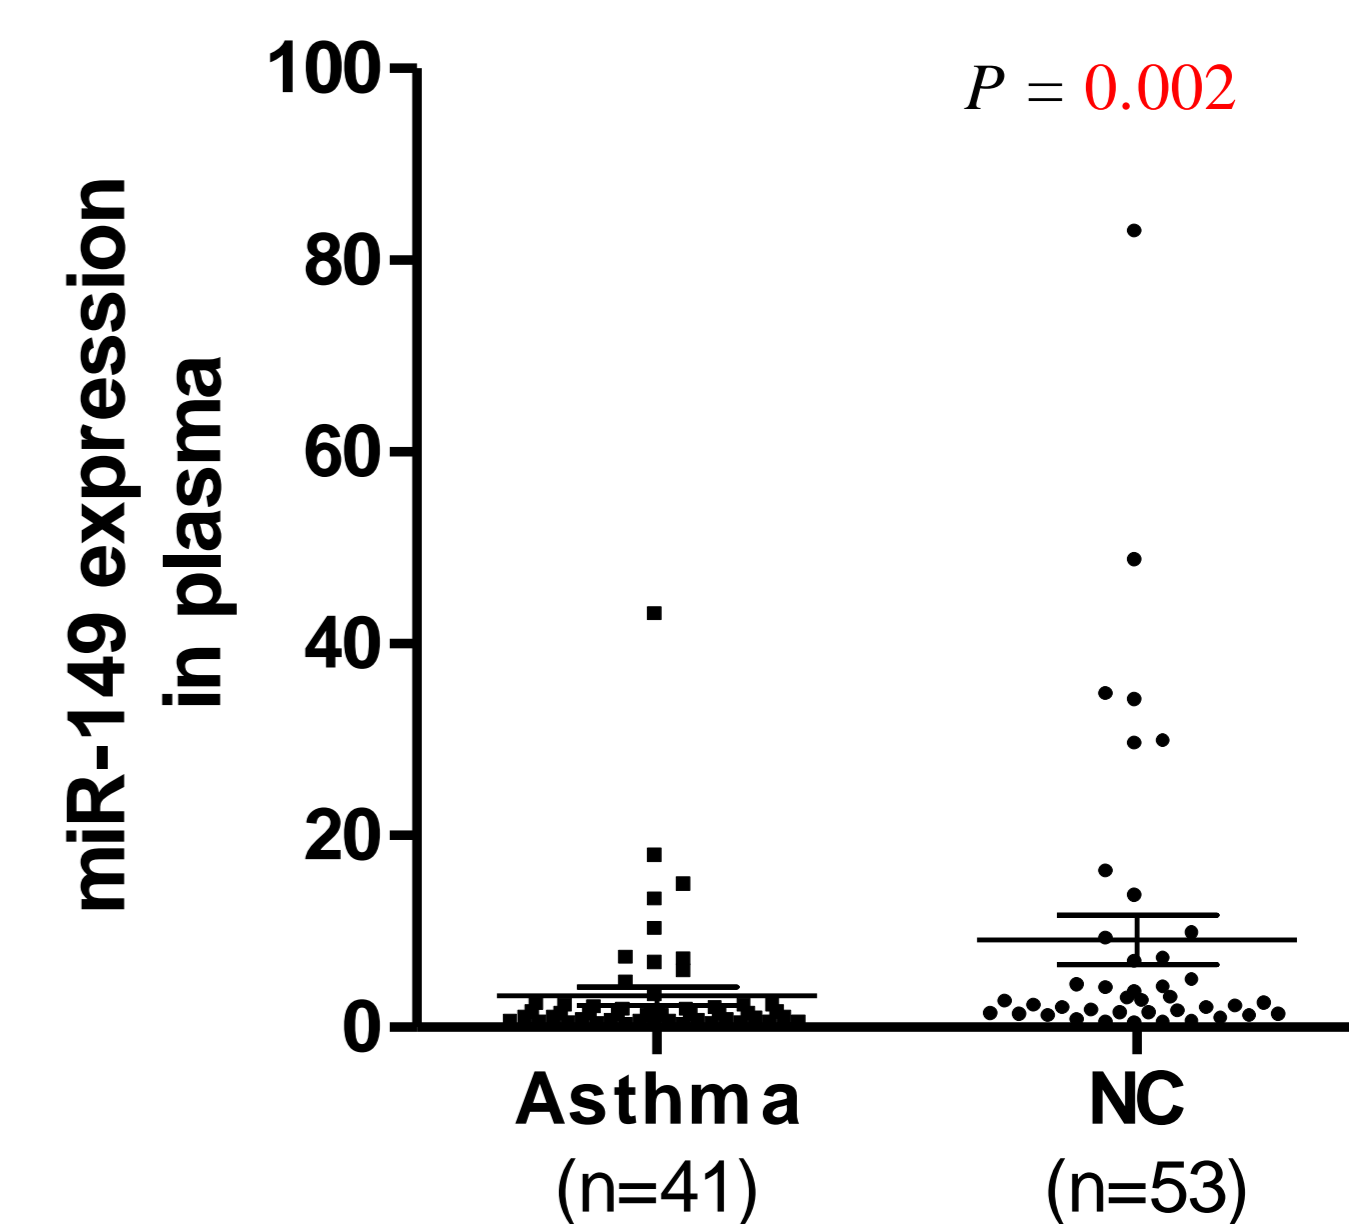 miR-149 expression
in plasma
100
80
60
40
20
0
P = 0.002
Asthma
(n=41)
NC
(n=53)